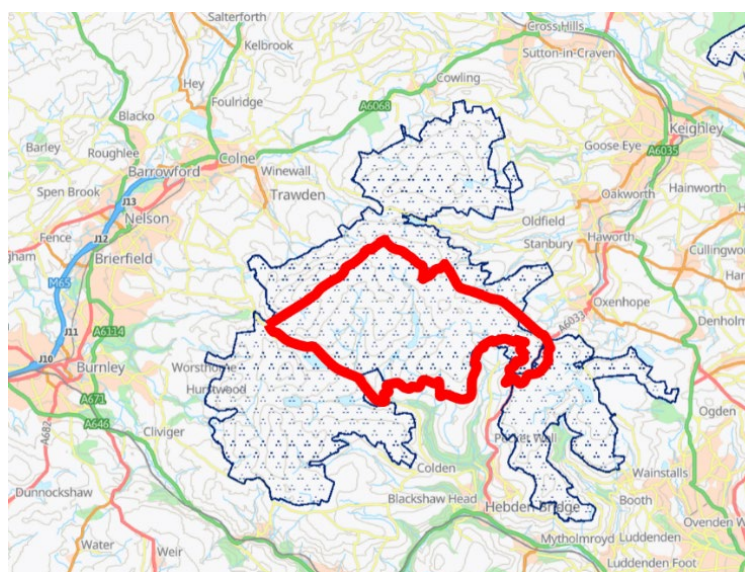 Salterforth
Kelbrook
Cross Hills
Sutton-in-Craven
Cowling
Hey
Foulridge
A6068
Blacko
Keighley
Barley
Roughlee
Colne
Goose Eye
A6035
Barrowford
Winewall
Trawden
Spen Brook
J13
Oakworth
Hainworth
Nelson
Oldfield
Fence
J12
Stanbury
Haworth
Cullingwor
gham
Brierfield
Har
M65
Oxenhope
A6033
Denholm
J11
A6114
J10
Burnley
Worsthorne
Hurstwood
A671
Ogden
A646
Cliviger
A682
Pecket Well
Colden
Wainstalls
Dunnockshaw
Blackshaw Head
Booth
Hebden Bridge
Ovenden W
Water
Weir
Mytholmroyd
Luddenden
Luddenden Foot